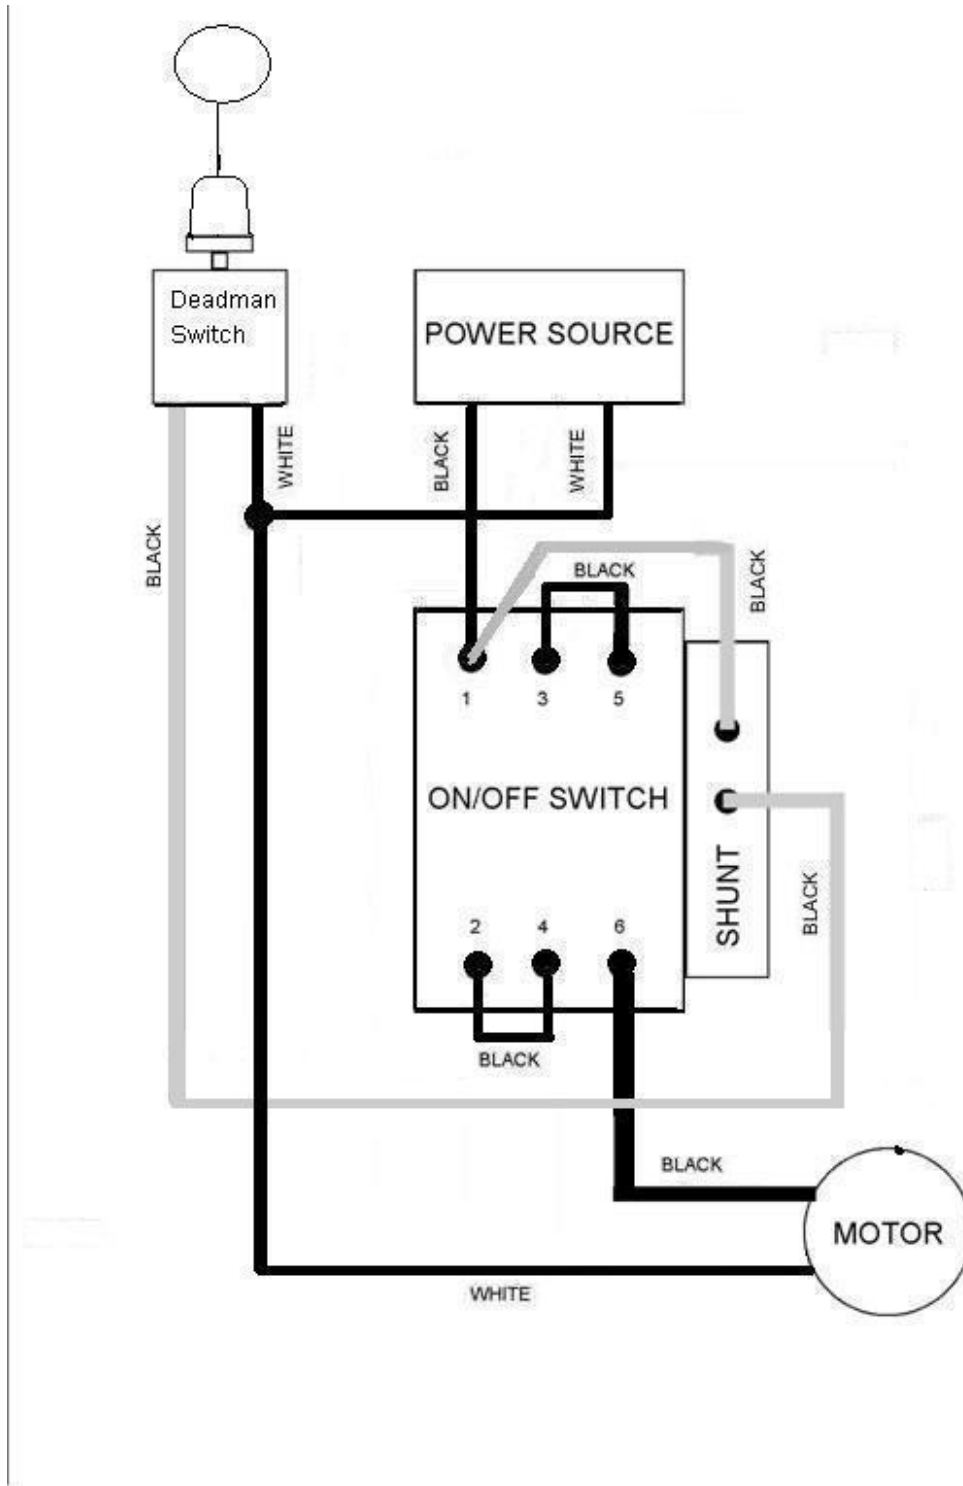 Deadman
Switch
POWER SOURCE
WHITE
BLACK
WHITE
BLACK
BLACK
BLACK
1
3
5
ON/OFF SWITCH
SHUNT
BLACK
2
4
6
BLACK
BLACK
MOTOR
WHITE